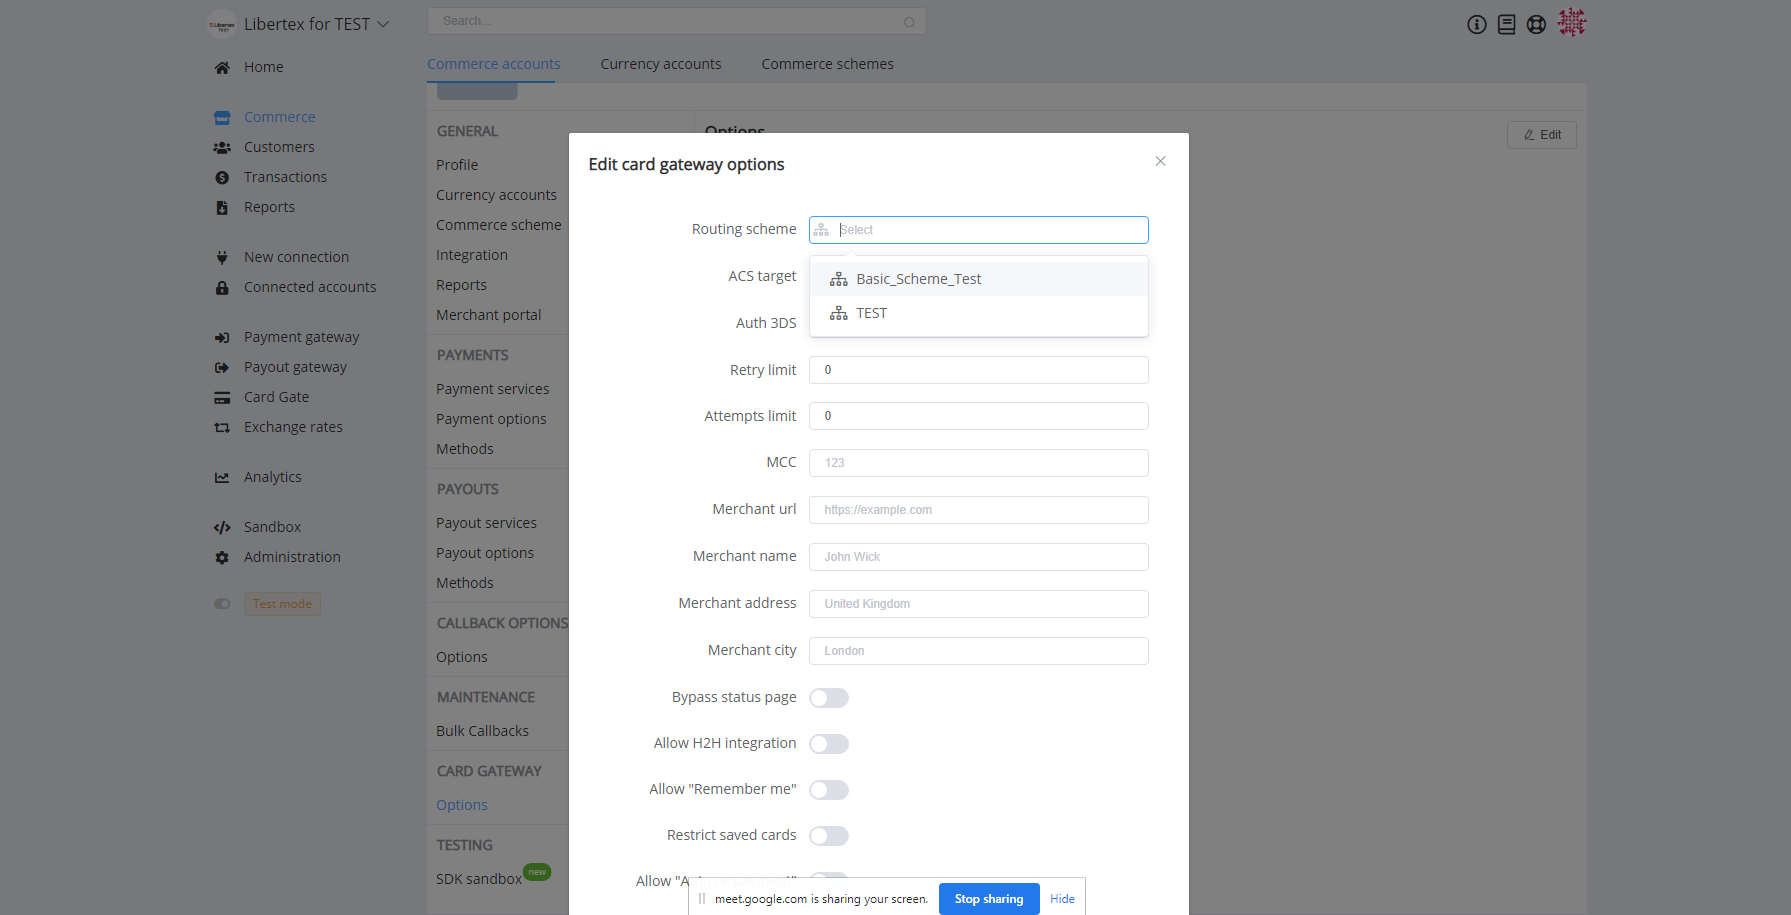 Libertex for TEST
Search...
Home
Commerce
Customers
Transactions
Reports
New connection
Connected accounts
Payment gateway
Payout gateway
Card Gate
Exchange rates
Analytics
Sandbox
Administration
Test mode
Commerce accounts
Currency accounts
Commerce schemes
GENERAL
Profile
Currency accounts
Commerce scheme
Integration
Reports
Merchant portal
PAYMENTS
Payment services
Payment options
Methods
PAYOUTS
Payout services
Payout options
Methods
CALLBACK OPTIONS
Options
MAINTENANCE
Bulk Callbacks
CARD GATEWAY
Options
TESTING
SDK sandbox new
Options
Edit
Edit card gateway options
Routing scheme Select
Basic_Scheme_Test
TEST
ACS target
Auth 3DS
Retry limit 0
Attempts limit 0
MCC 123
Merchant url https://example.com
Merchant name John Wick
Merchant address United Kingdom
Merchant city London
Bypass status page
Allow H2H integration
Allow "Remember me"
Restrict saved cards
Allow
meet.google.com is sharing your screen. Stop sharing Hide